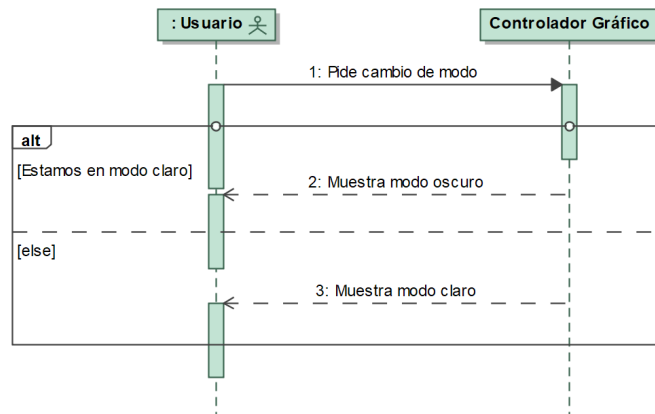 : Usuario
Controlador Gráfico
1: Pide cambio de modo
alt
[Estamos en modo claro]
2: Muestra modo oscuro
[else]
3: Muestra modo claro